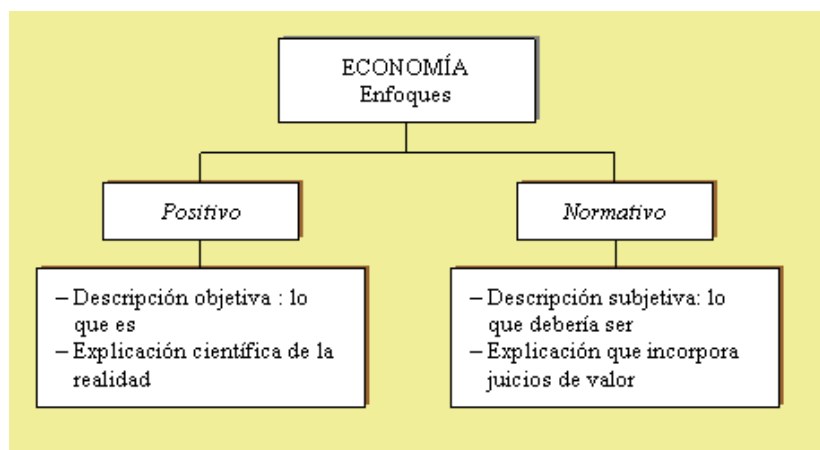 ECONOMÍA
Enfoques
Positivo
Normativo
– Descripción objetiva : lo
que es
– Explicación científica de la
realidad
– Descripción subjetiva: lo
que debería ser
– Explicación que incorpora
juicios de valor